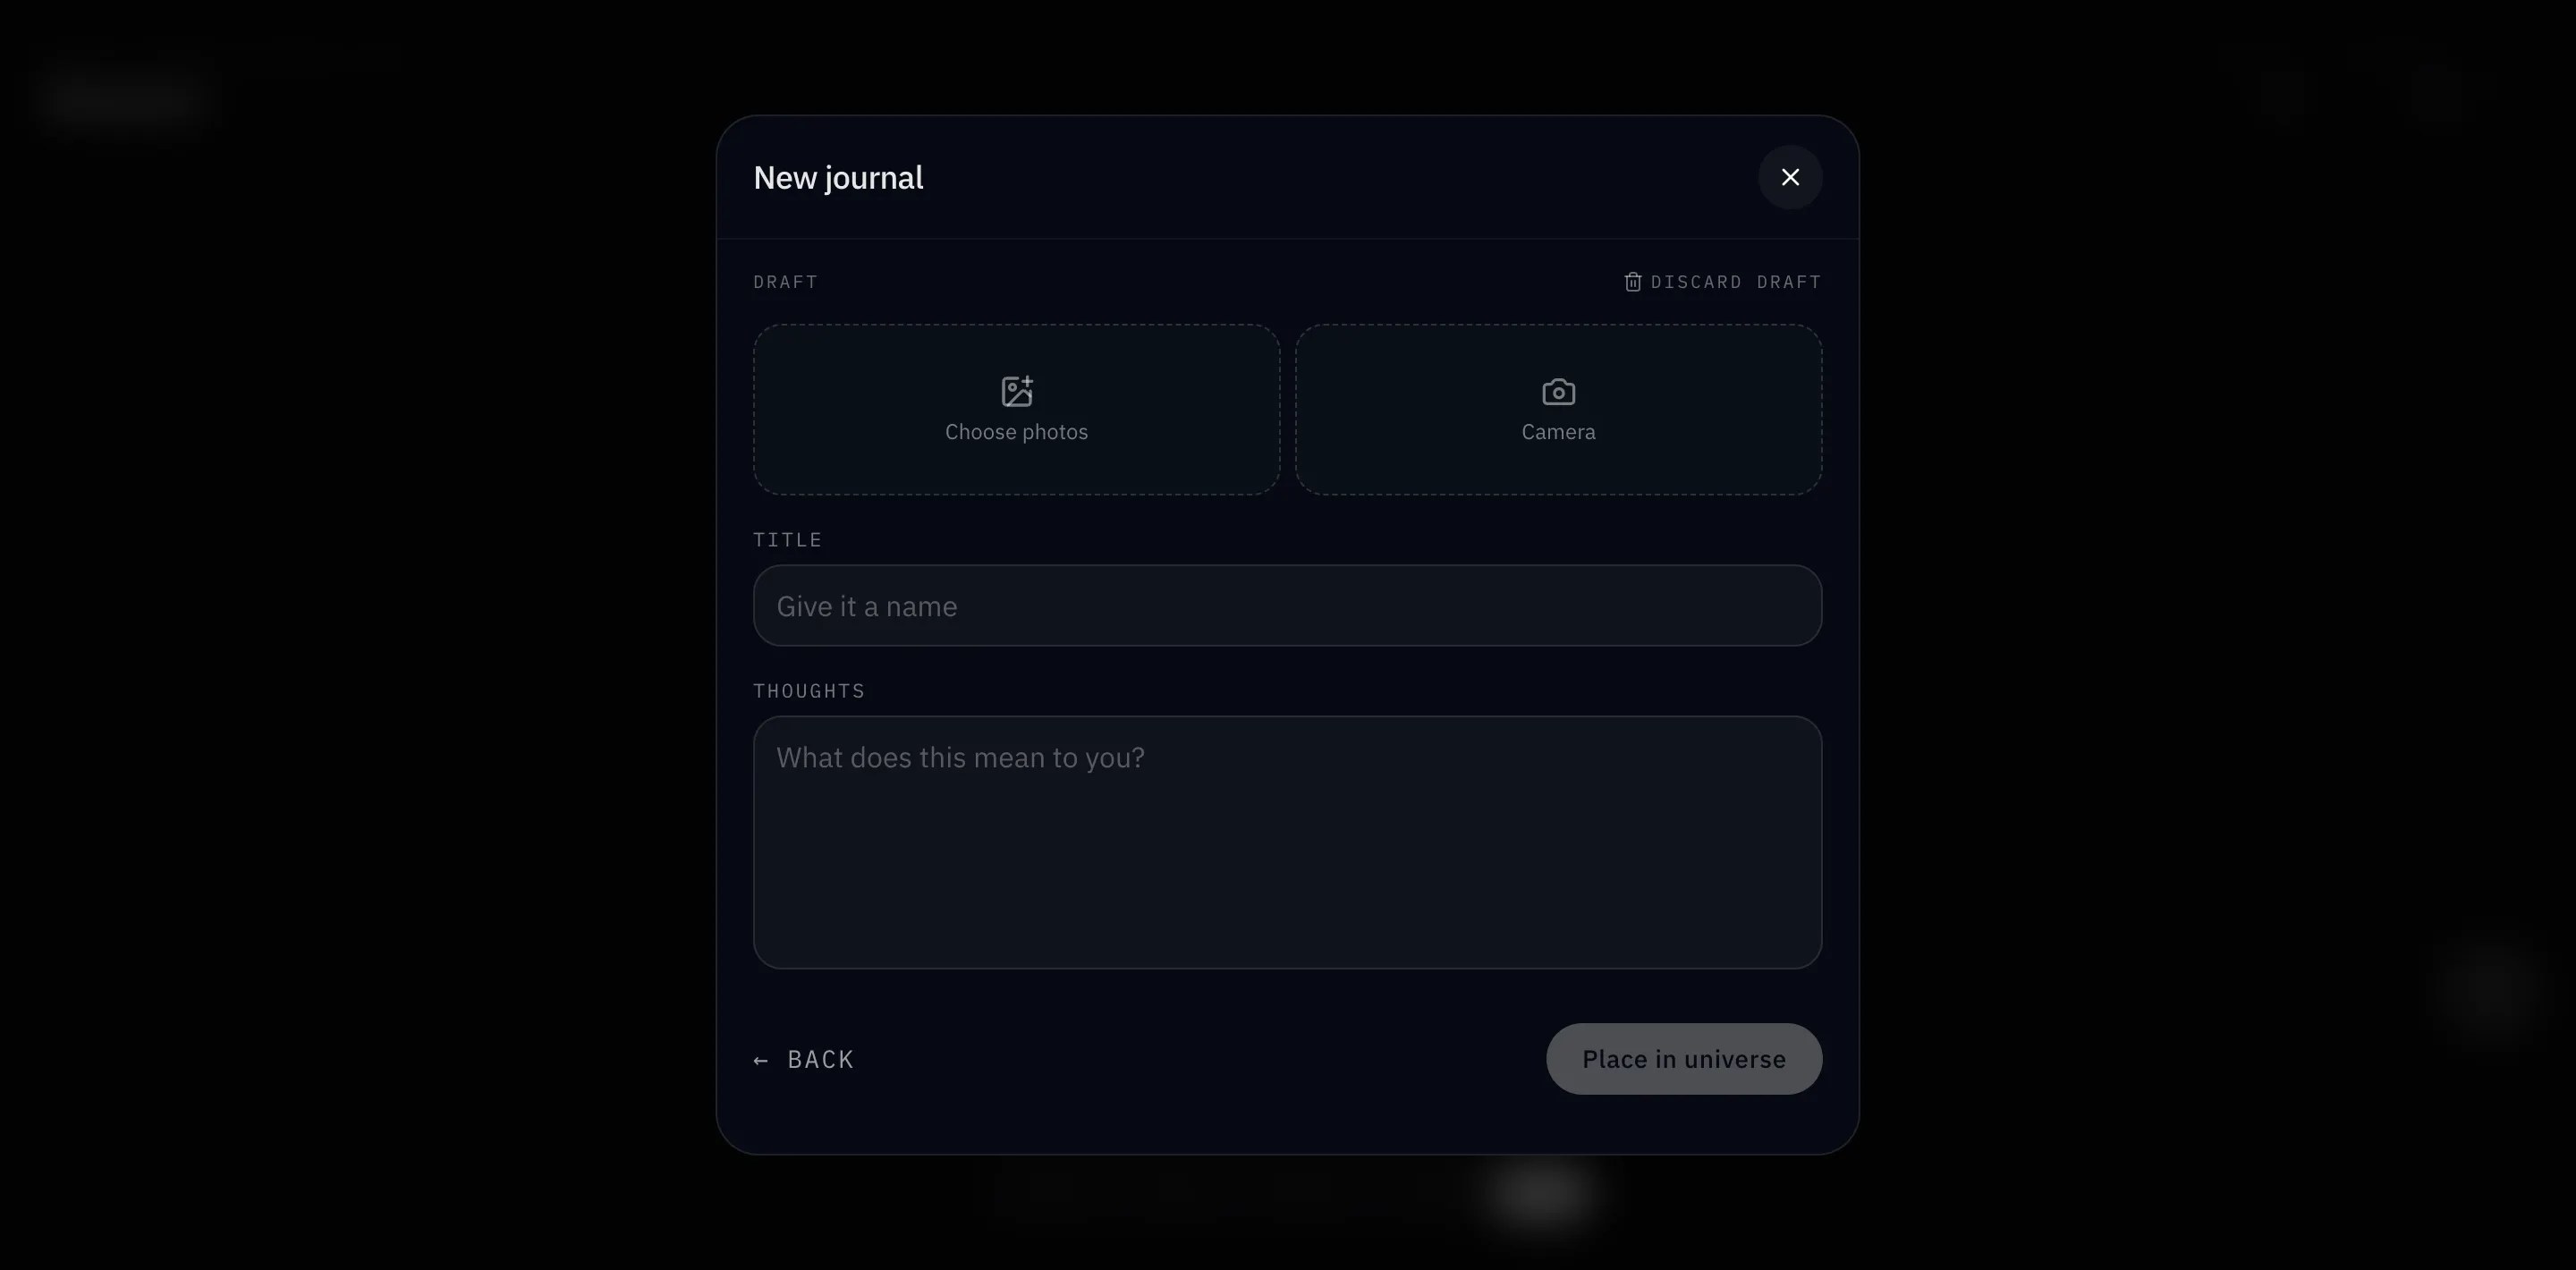 New journal
DRAFT
DISCARD DRAFT
Choose photos
Camera
TITLE
Give it a name
THOUGHTS
What does this mean to you?
← BACK
Place in universe